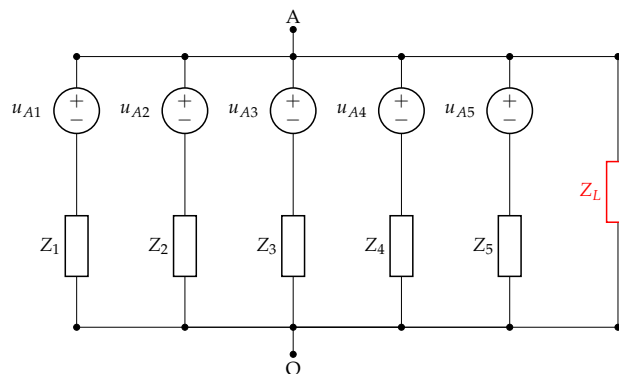 A
+ + + + +
u_{A1} u_{A2} u_{A3} u_{A4} u_{A5}
− − − − −
Z_L
Z_1 Z_2 Z_3 Z_4 Z_5
O